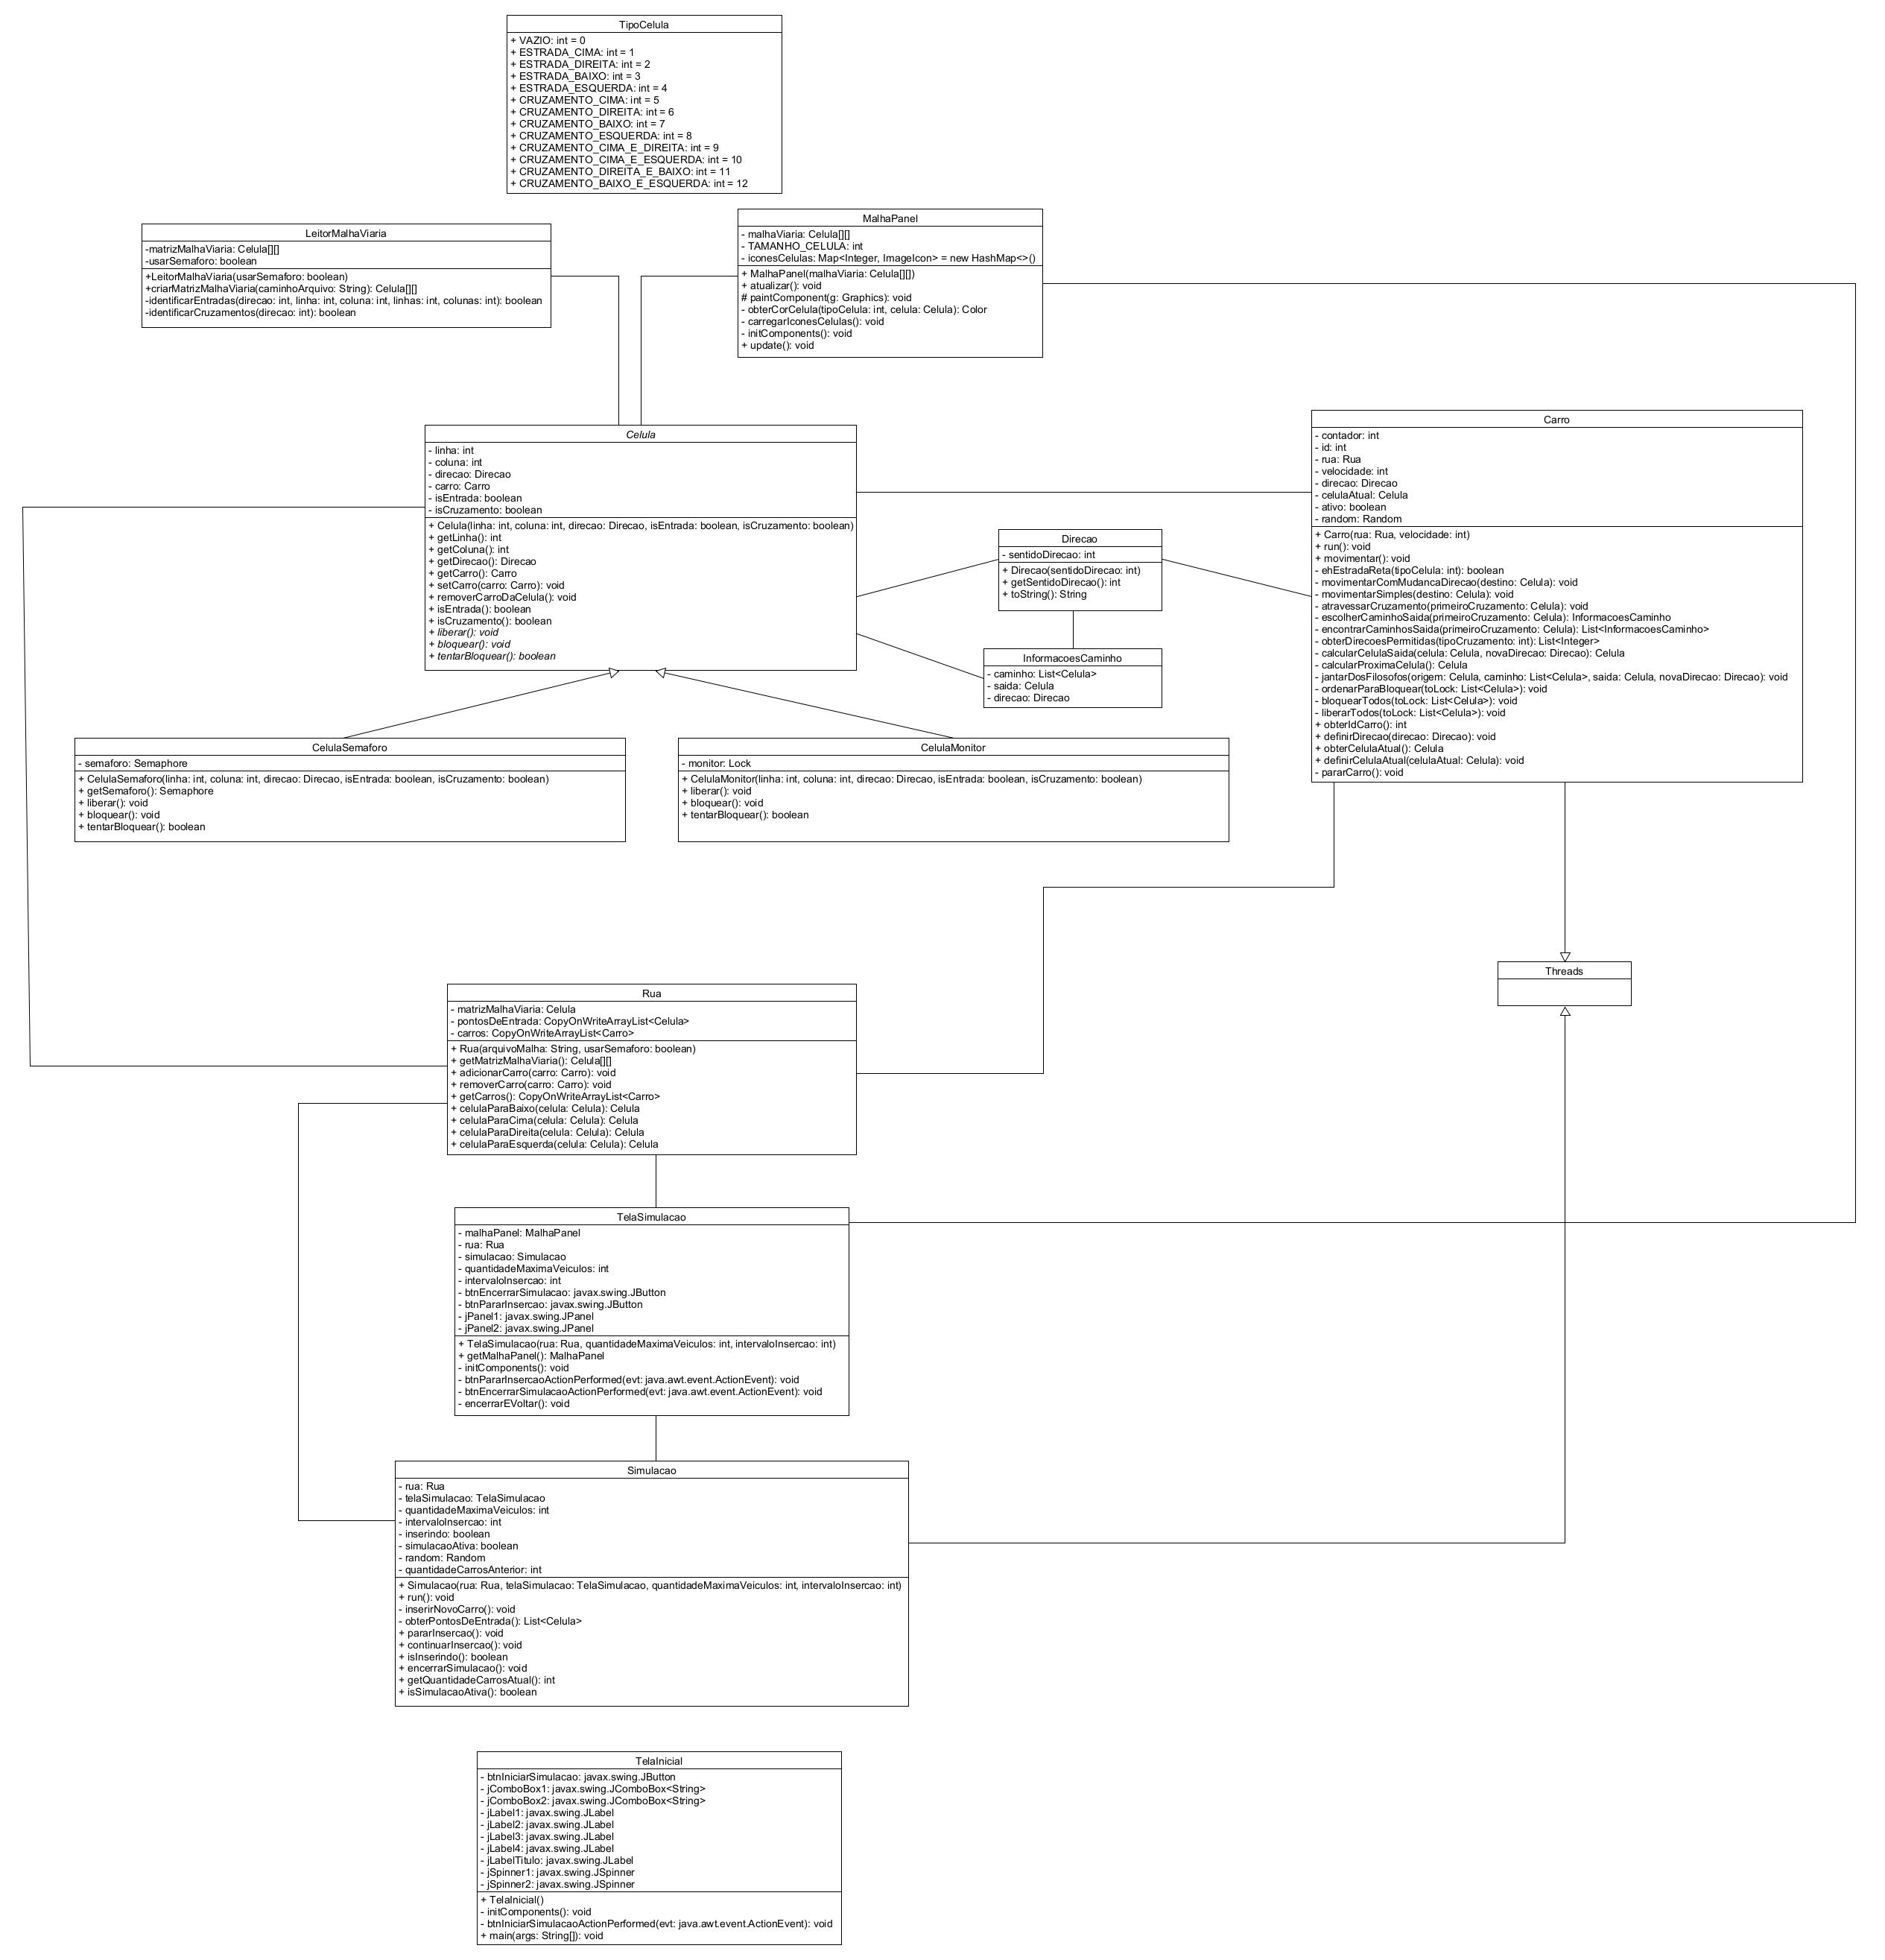 TipoCelula
+ VAZIO: int = 0
+ ESTRADA_CIMA: int = 1
+ ESTRADA_DIREITA: int = 2
+ ESTRADA_BAIXO: int = 3
+ ESTRADA_ESQUERDA: int = 4
+ CRUZAMENTO_CIMA: int = 5
+ CRUZAMENTO_DIREITA: int = 6
+ CRUZAMENTO_BAIXO: int = 7
+ CRUZAMENTO_ESQUERDA: int = 8
+ CRUZAMENTO_CIMA_E_DIREITA: int = 9
+ CRUZAMENTO_CIMA_E_ESQUERDA: int = 10
+ CRUZAMENTO_DIREITA_E_BAIXO: int = 11
+ CRUZAMENTO_BAIXO_E_ESQUERDA: int = 12
LeitorMalhaViaria
-matrizMalhaViaria: Celula[][]
-usarSemaforo: boolean
+LeitorMalhaViaria(usarSemaforo: boolean)
+criarMatrizMalhaViaria(caminhoArquivo: String): Celula[][]
-identificarEntradas(direcao: int, linha: int, coluna: int, linhas: int, colunas: int): boolean
-identificarCruzamentos(direcao: int): boolean
MalhaPanel
- malhaViaria: Celula[][]
- TAMANHO_CELULA: int
- iconesCelulas: Map<Integer, ImageIcon> = new HashMap<>()
+ MalhaPanel(malhaViaria: Celula[][])
+ atualizar(): void
# paintComponent(g: Graphics): void
- obterCorCelula(tipoCelula: int, celula: Celula): Color
- carregarIconesCelulas(): void
- initComponents(): void
+ update(): void
Celula
- linha: int
- coluna: int
- direcao: Direcao
- carro: Carro
- isEntrada: boolean
- isCruzamento: boolean
+ Celula(linha: int, coluna: int, direcao: Direcao, isEntrada: boolean, isCruzamento: boolean)
+ getLinha(): int
+ getColuna(): int
+ getDirecao(): Direcao
+ getCarro(): Carro
+ setCarro(carro: Carro): void
+ removerCarroDaCelula(): void
+ isEntrada(): boolean
+ isCruzamento(): boolean
+ liberar(): void
+ bloquear(): void
+ tentarBloquear(): boolean
Carro
- contador: int
- id: int
- rua: Rua
- velocidade: int
- direcao: Direcao
- celulaAtual: Celula
- ativo: boolean
- random: Random
+ Carro(rua: Rua, velocidade: int)
+ run(): void
+ movimentar(): void
- ehEstradaReta(tipoCelula: int): boolean
- movimentarComMudancaDirecao(destino: Celula): void
- movimentarSimples(destino: Celula): void
- atravessarCruzamento(primeiroCruzamento: Celula): void
- escolherCaminhoSaida(primeiroCruzamento: Celula): InformacoesCaminho
- encontrarCaminhosSaida(primeiroCruzamento: Celula): List<InformacoesCaminho>
- obterDirecoesPermitidas(tipoCruzamento: int): List<Integer>
- calcularCelulaSaida(celula: Celula, novaDirecao: Direcao): Celula
- calcularProximaCelula(): Celula
- jantarDosFilosofos(origem: Celula, caminho: List<Celula>, saida: Celula, novaDirecao: Direcao): void
- ordenarParaBloquear(toLock: List<Celula>): void
- bloquearTodos(toLock: List<Celula>): void
- liberarTodos(toLock: List<Celula>): void
+ obterIdCarro(): int
+ definirDirecao(direcao: Direcao): void
+ obterCelulaAtual(): Celula
+ definirCelulaAtual(celulaAtual: Celula): void
- pararCarro(): void
Direcao
- sentidoDirecao: int
+ Direcao(sentidoDirecao: int)
+ getSentidoDirecao(): int
+ toString(): String
InformacoesCaminho
- caminho: List<Celula>
- saida: Celula
- direcao: Direcao
CelulaSemaforo
- semaforo: Semaphore
+ CelulaSemaforo(linha: int, coluna: int, direcao: Direcao, isEntrada: boolean, isCruzamento: boolean)
+ getSemaforo(): Semaphore
+ liberar(): void
+ bloquear(): void
+ tentarBloquear(): boolean
CelulaMonitor
- monitor: Lock
+ CelulaMonitor(linha: int, coluna: int, direcao: Direcao, isEntrada: boolean, isCruzamento: boolean)
+ liberar(): void
+ bloquear(): void
+ tentarBloquear(): boolean
Threads
Rua
- matrizMalhaViaria: Celula
- pontosDeEntrada: CopyOnWriteArrayList<Celula>
- carros: CopyOnWriteArrayList<Carro>
+ Rua(arquivoMalha: String, usarSemaforo: boolean)
+ getMatrizMalhaViaria(): Celula[][]
+ adicionarCarro(carro: Carro): void
+ removerCarro(carro: Carro): void
+ getCarros(): CopyOnWriteArrayList<Carro>
+ celulaParaBaixo(celula: Celula): Celula
+ celulaParaCima(celula: Celula): Celula
+ celulaParaDireita(celula: Celula): Celula
+ celulaParaEsquerda(celula: Celula): Celula
TelaSimulacao
- malhaPanel: MalhaPanel
- rua: Rua
- simulacao: Simulacao
- quantidadeMaximaVeiculos: int
- intervaloInsercao: int
- btnEncerrarSimulacao: javax.swing.JButton
- btnPararInsercao: javax.swing.JButton
- jPanel1: javax.swing.JPanel
- jPanel2: javax.swing.JPanel
+ TelaSimulacao(rua: Rua, quantidadeMaximaVeiculos: int, intervaloInsercao: int)
+ getMalhaPanel(): MalhaPanel
- initComponents(): void
- btnPararInsercaoActionPerformed(evt: java.awt.event.ActionEvent): void
- btnEncerrarSimulacaoActionPerformed(evt: java.awt.event.ActionEvent): void
- encerrarEVoltar(): void
Simulacao
- rua: Rua
- telaSimulacao: TelaSimulacao
- quantidadeMaximaVeiculos: int
- intervaloInsercao: int
- inserindo: boolean
- simulacaoAtiva: boolean
- random: Random
- quantidadeCarrosAnterior: int
+ Simulacao(rua: Rua, telaSimulacao: TelaSimulacao, quantidadeMaximaVeiculos: int, intervaloInsercao: int)
+ run(): void
- inserirNovoCarro(): void
- obterPontosDeEntrada(): List<Celula>
+ pararInsercao(): void
+ continuarInsercao(): void
+ isInserindo(): boolean
+ encerrarSimulacao(): void
+ getQuantidadeCarrosAtual(): int
+ isSimulacaoAtiva(): boolean
TelaInicial
- btnIniciarSimulacao: javax.swing.JButton
- jComboBox1: javax.swing.JComboBox<String>
- jComboBox2: javax.swing.JComboBox<String>
- jLabel1: javax.swing.JLabel
- jLabel2: javax.swing.JLabel
- jLabel3: javax.swing.JLabel
- jLabel4: javax.swing.JLabel
- jLabelTitulo: javax.swing.JLabel
- jSpinner1: javax.swing.JSpinner
- jSpinner2: javax.swing.JSpinner
+ TelaInicial()
- initComponents(): void
- btnIniciarSimulacaoActionPerformed(evt: java.awt.event.ActionEvent): void
+ main(args: String[]): void